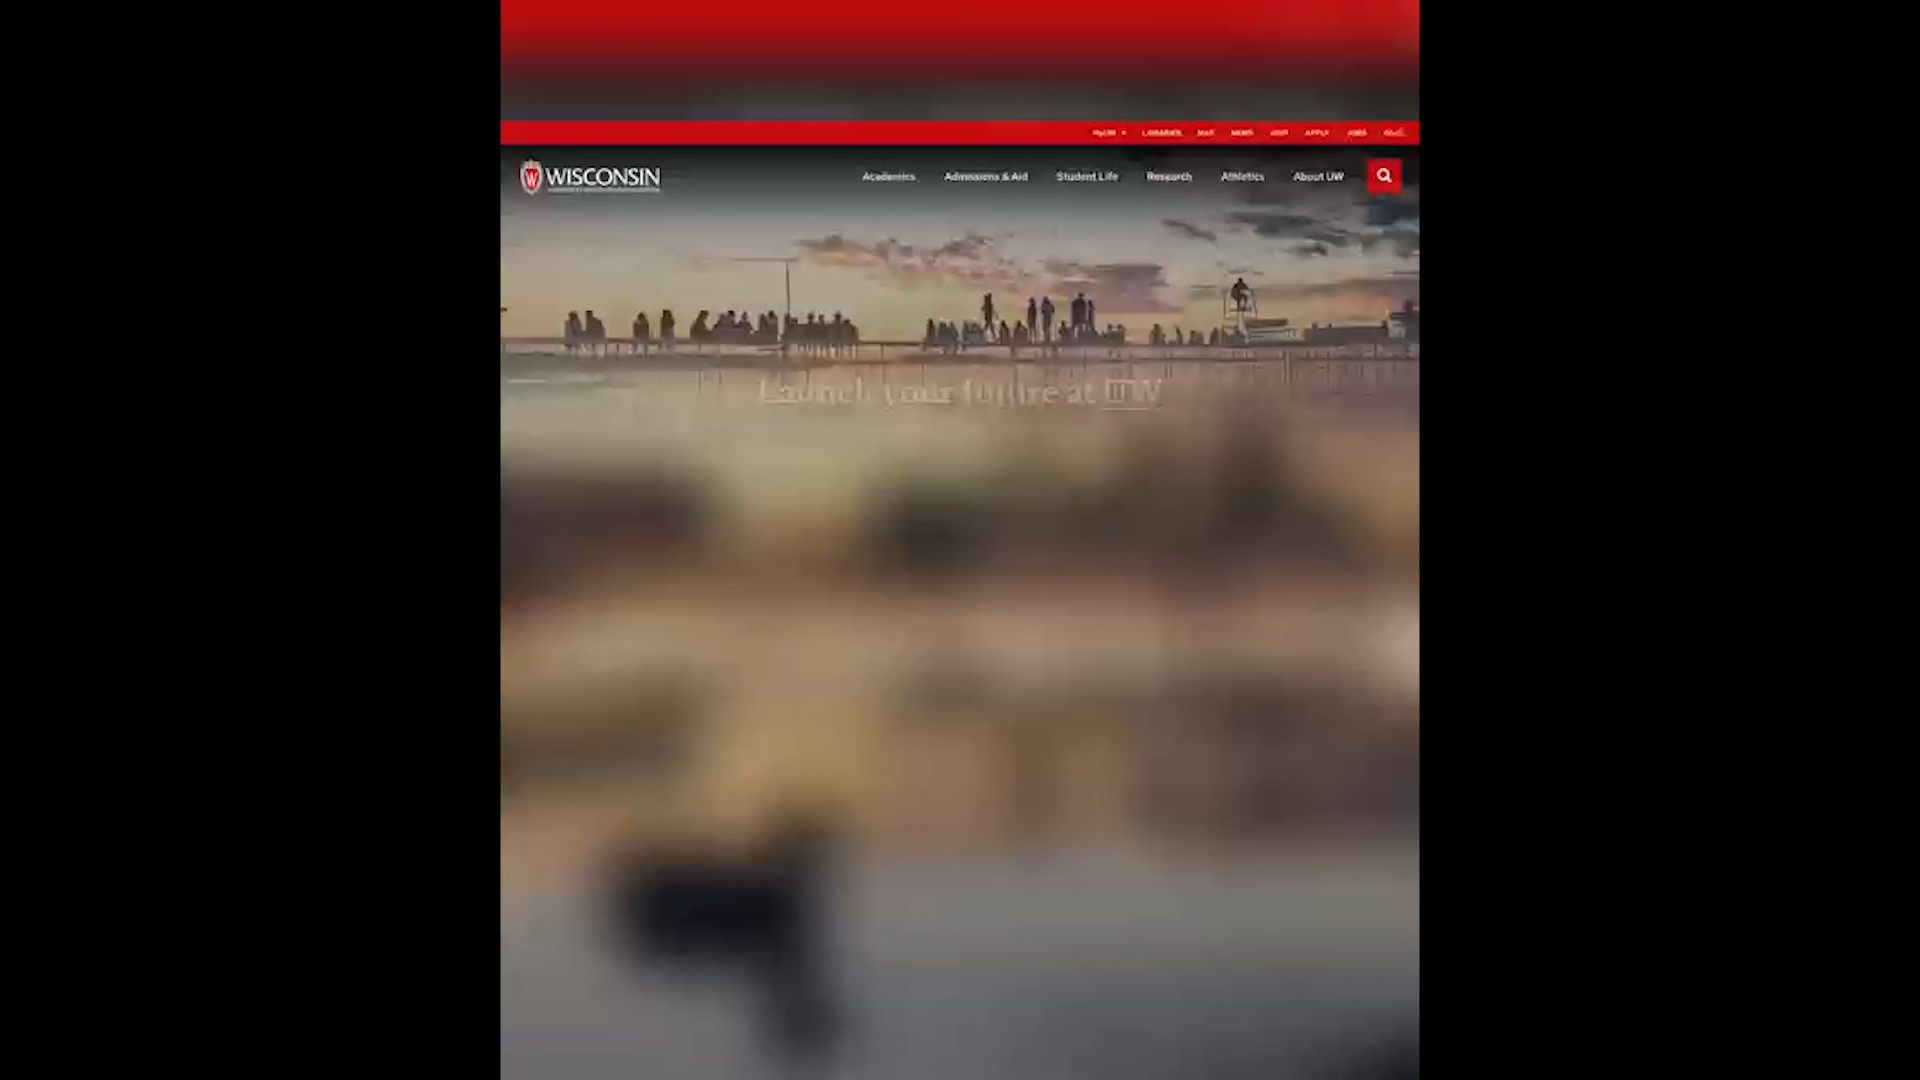 MyUW LIBRARIES MAP NEWS VISIT APPLY JOBS
W WISCONSIN
Academics Admissions & Aid Student Life Research Athletics About UW
Launch your future at UW